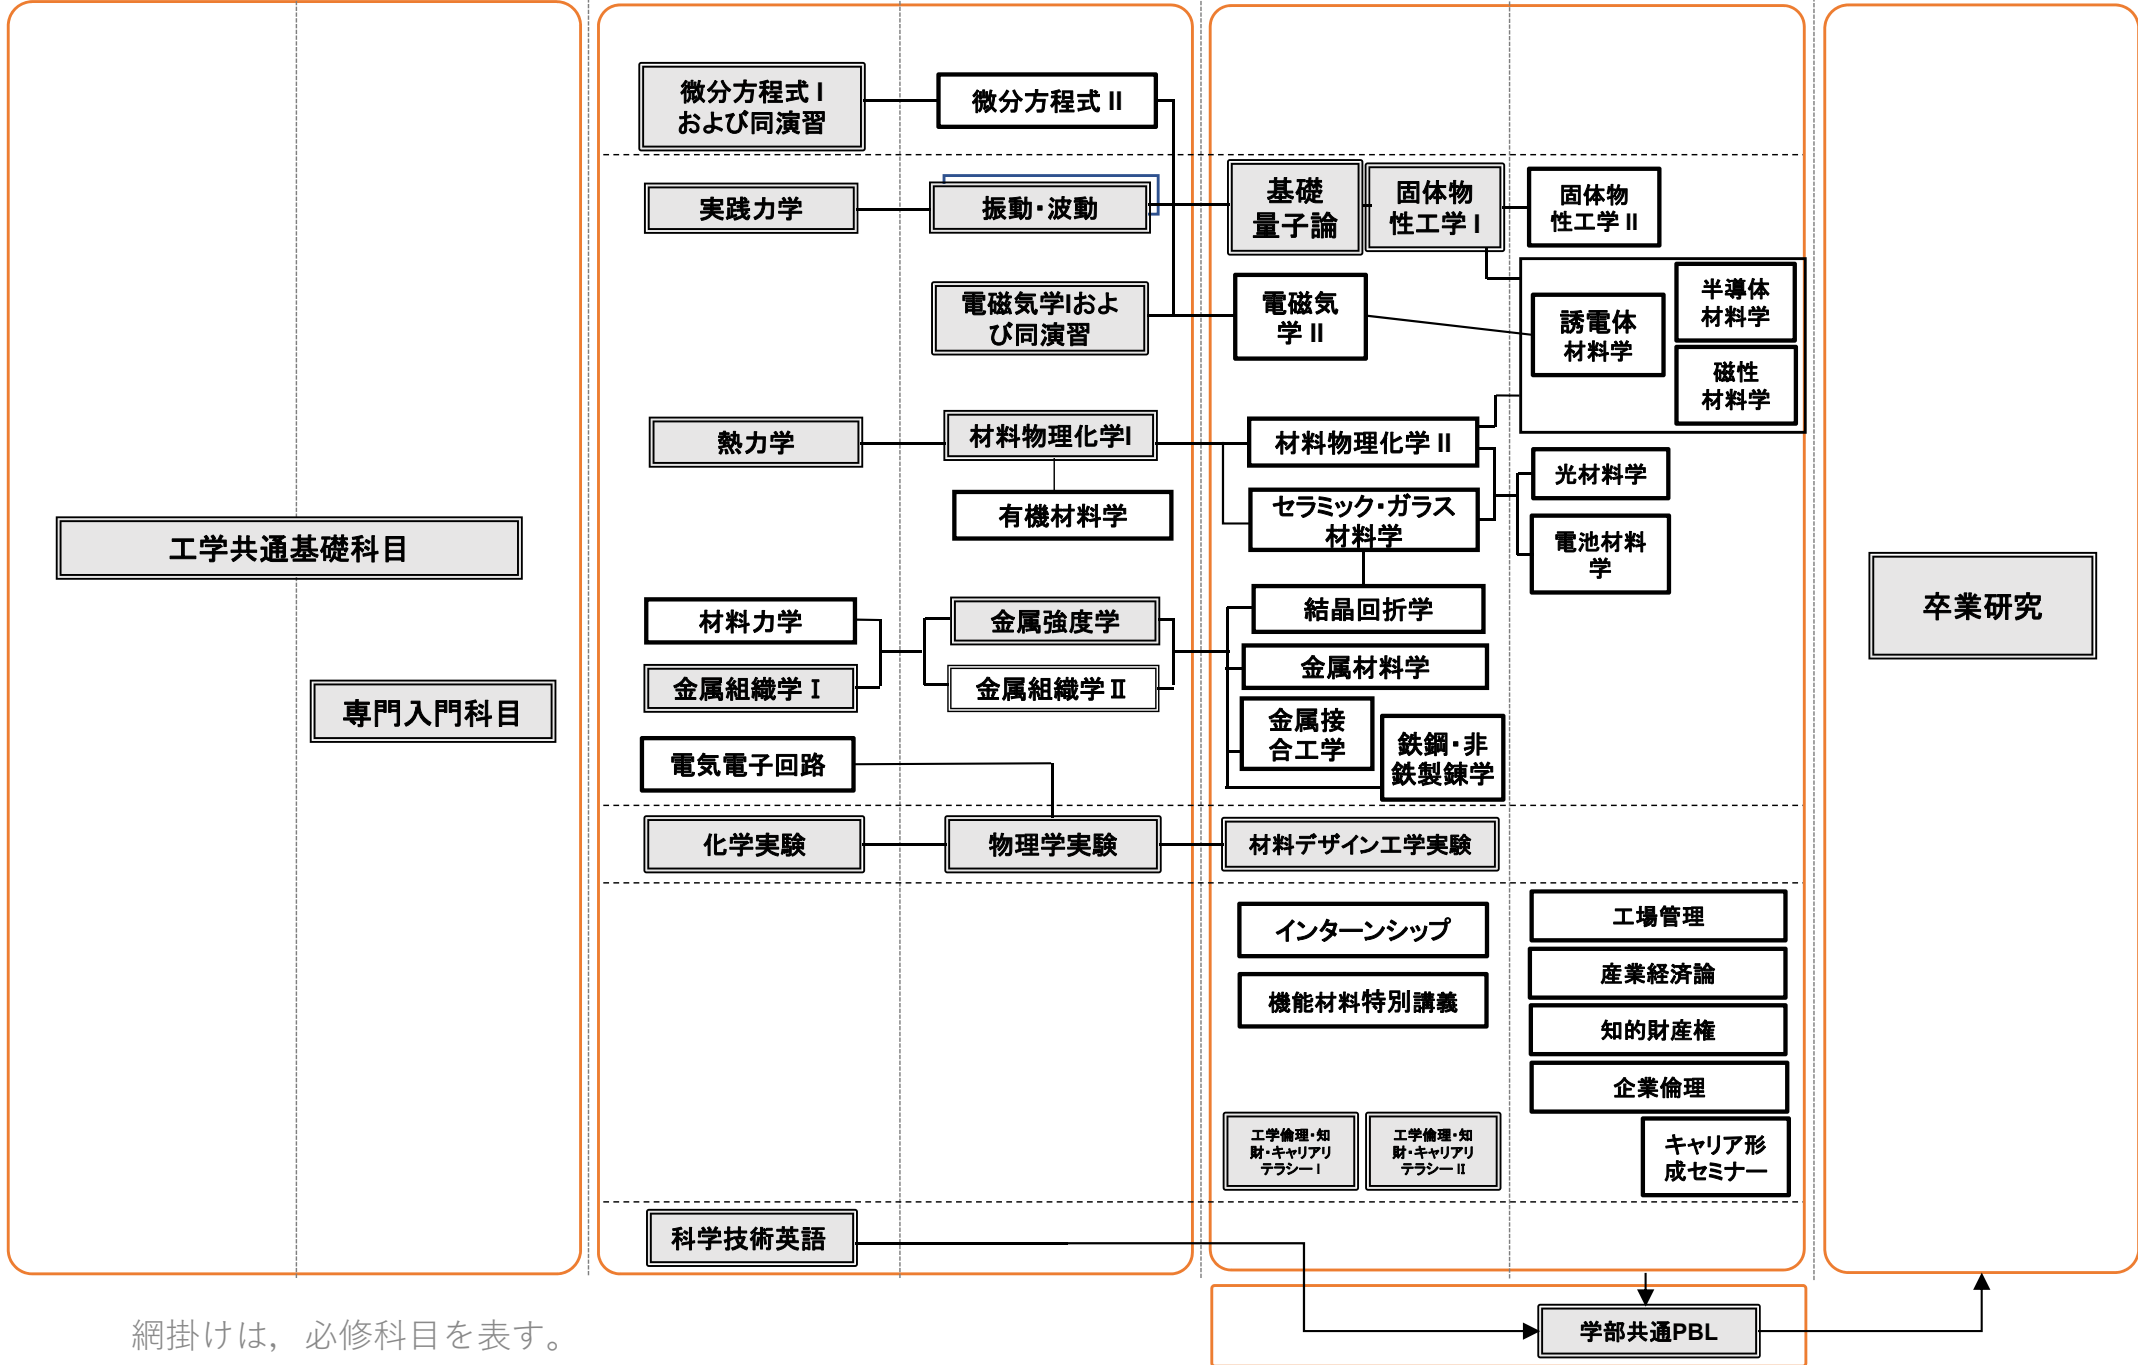 微分方程式 I
および同演習
微分方程式 II
実践力学
振動・波動
基礎
量子論
固体物
性工学 I
固体物
性工学 II
電磁気学Iおよ
び同演習
電磁気
学 II
誘電体
材料学
半導体
材料学
磁性
材料学
熱力学
材料物理化学I
材料物理化学 II
有機材料学
セラミック・ガラス
材料学
光材料学
電池材料
学
工学共通基礎科目
専門入門科目
材料力学
金属強度学
結晶回折学
金属材料学
金属組織学 I
金属組織学 II
金属接
合工学
鉄鋼・非
鉄製錬学
電気電子回路
卒業研究
化学実験
物理学実験
材料デザイン工学実験
インターンシップ
機能材料特別講義
工場管理
産業経済論
知的財産権
企業倫理
工学倫理・知
財・キャリアリ
テラシー I
工学倫理・知
財・キャリアリ
テラシー II
キャリア形
成セミナー
科学技術英語
学部共通PBL
網掛けは，必修科目を表す。